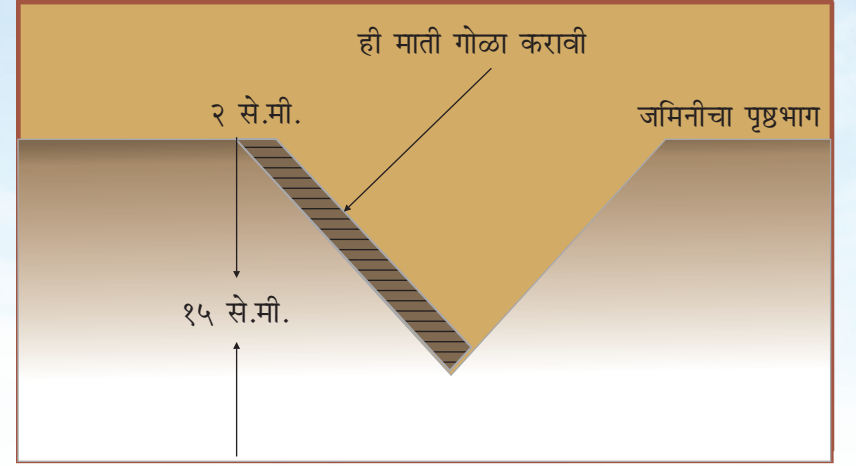 ही माती गोळा करावी
२ से.मी.
जमिनीचा पृष्ठभाग
१५ से.मी.